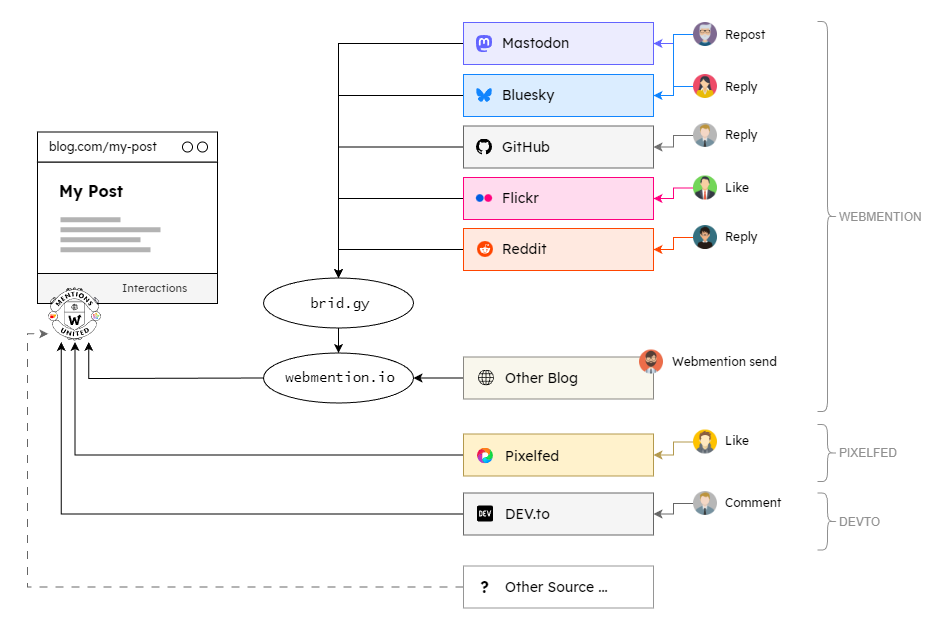 Mastodon
Repost
Bluesky
Reply
GitHub
Reply
Flickr
Like
Reddit
Reply
WEBMENTION
blog.com/my-post
My Post
Interactions
MENTIONS
W
UNITED
brid.gy
webmention.io
Other Blog
Webmention send
Pixelfed
Like
PIXELFED
DEV
DEV.to
Comment
DEVTO
? Other Source ...